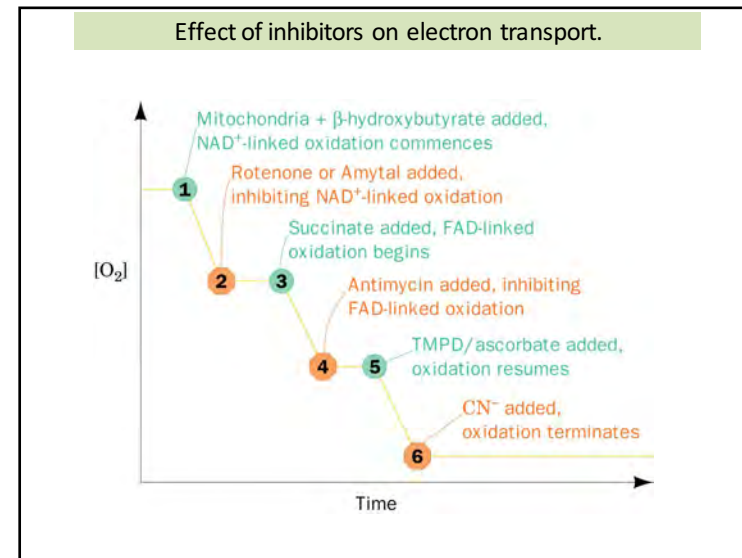 Effect of inhibitors on electron transport.
Mitochondria + β-hydroxybutyrate added,
NAD⁺-linked oxidation commences
1
Rotenone or Amytal added,
inhibiting NAD⁺-linked oxidation
Succinate added, FAD-linked
oxidation begins
[O₂]
2
3
Antimycin added, inhibiting
FAD-linked oxidation
TMPD/ascorbate added,
oxidation resumes
4
5
CN⁻ added,
oxidation terminates
6
Time